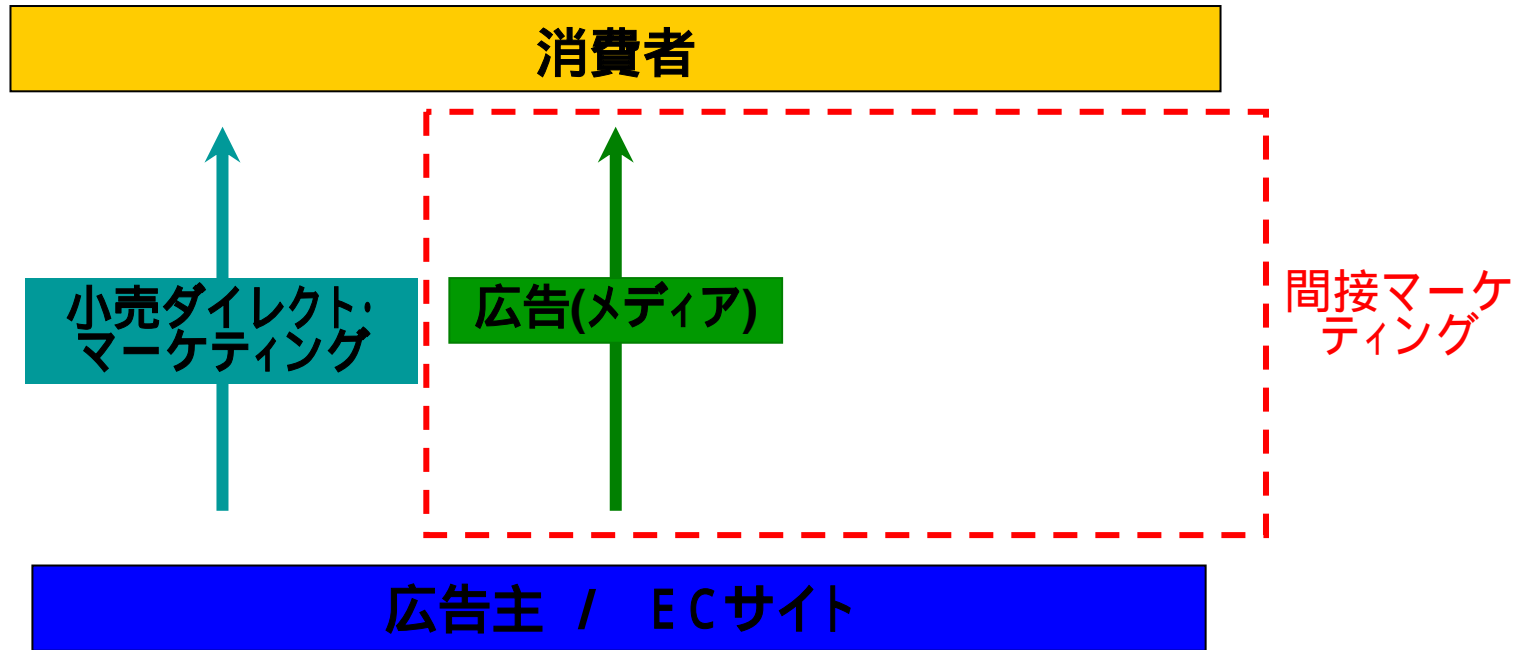 消費者
小売ダイレクト・
マーケティング
広告(メディア)
間接マーケ
ティング
広告主 / ECサイト